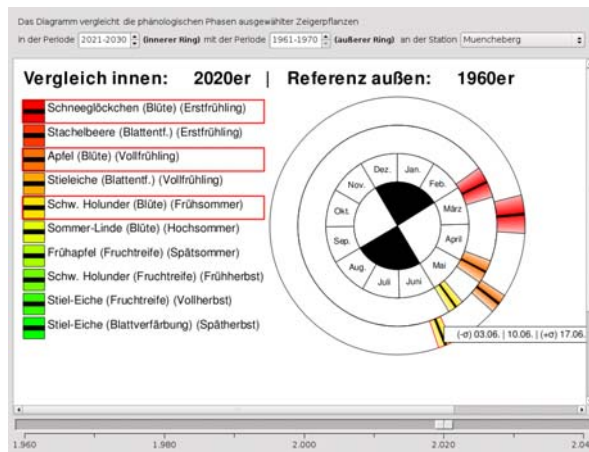 Das Diagramm vergleicht die phänologischen Phasen ausgewählter Zeigerpflanzen
in der Periode 2021-2030 (innerer Ring) mit der Periode 1961-1970 (äußerer Ring) an der Station Muencheberg
Vergleich innen: 2020er | Referenz außen: 1960er
Schneeglöckchen (Blüte) (Erstfrühling)
Stachelbeere (Blattentf.) (Erstfrühling)
Apfel (Blüte) (Vollfrühling)
Stieleiche (Blattentf.) (Vollfrühling)
Schw. Holunder (Blüte) (Frühsommer)
Sommer-Linde (Blüte) (Hochsommer)
Frühapfel (Fruchtreife) (Spätsommer)
Schw. Holunder (Fruchtreife) (Frühherbst)
Stiel-Eiche (Fruchtreife) (Vollherbst)
Stiel-Eiche (Blattverfärbung) (Spätherbst)
Dez. Jan.
Nov. Feb.
Okt. März
Sep. April
Aug. Mai
Juli Juni
(-σ) 03.06. | 10.06. | (+σ) 17.06.
1.960 1.980 2.000 2.020 2.04